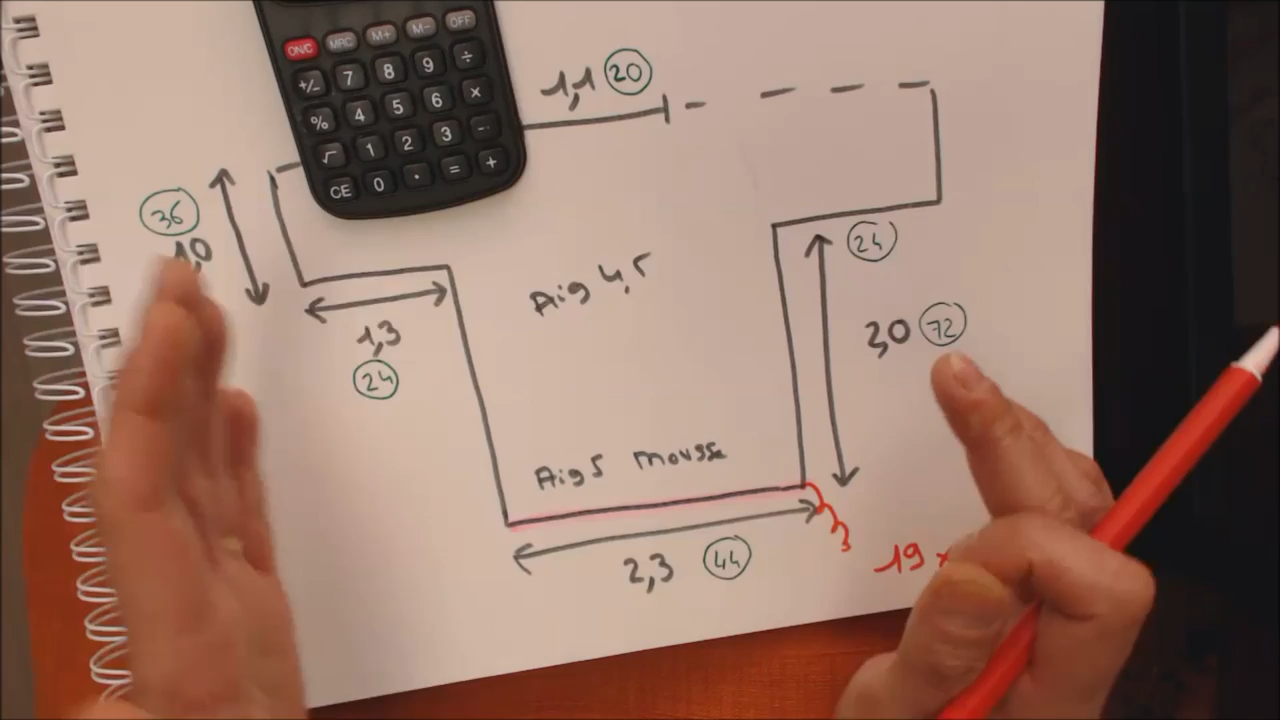 ON/C MRC M+ M- OFF
+/- 7 8 9 ÷
% 4 5 6 ×
√ 1 2 3 -
CE 0 . = +
1,1 20
36
24
1,3
24
Aig 4,5
30 72
Aig 5 mousse
2,3 44
19 x